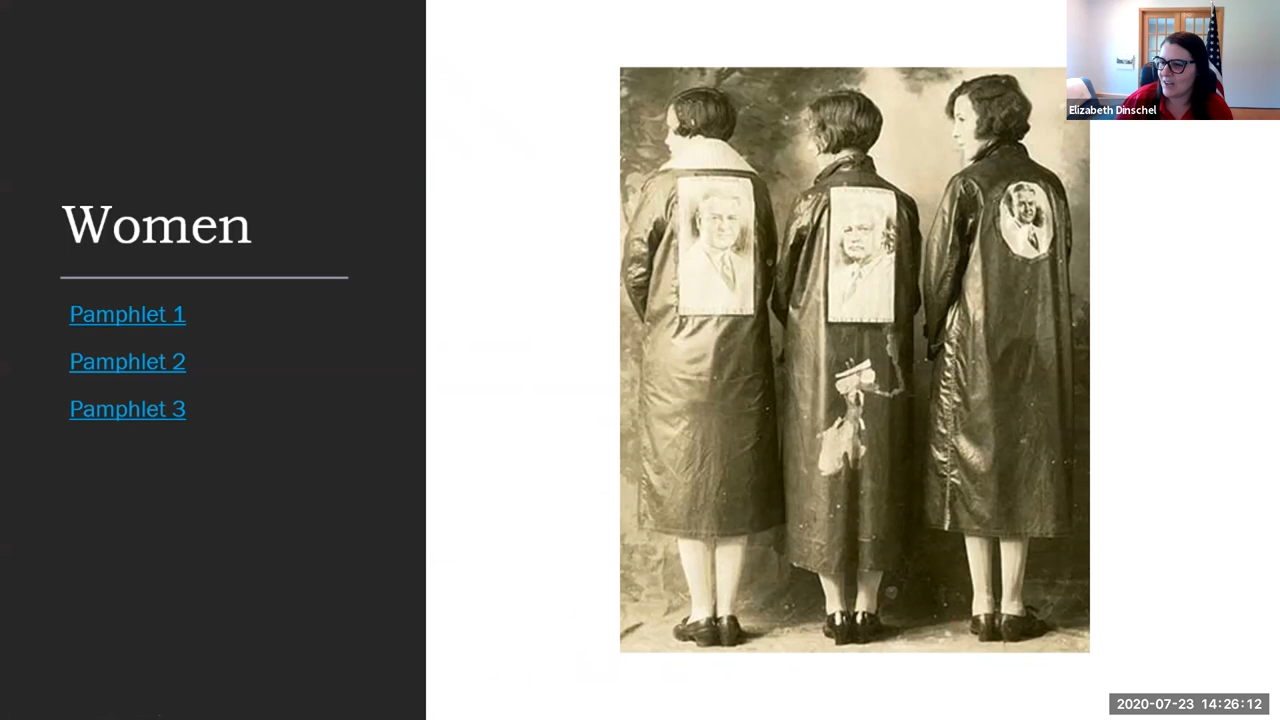 Women
Pamphlet 1
Pamphlet 2
Pamphlet 3
Elizabeth Dinschel
2020-07-23 14:26:12